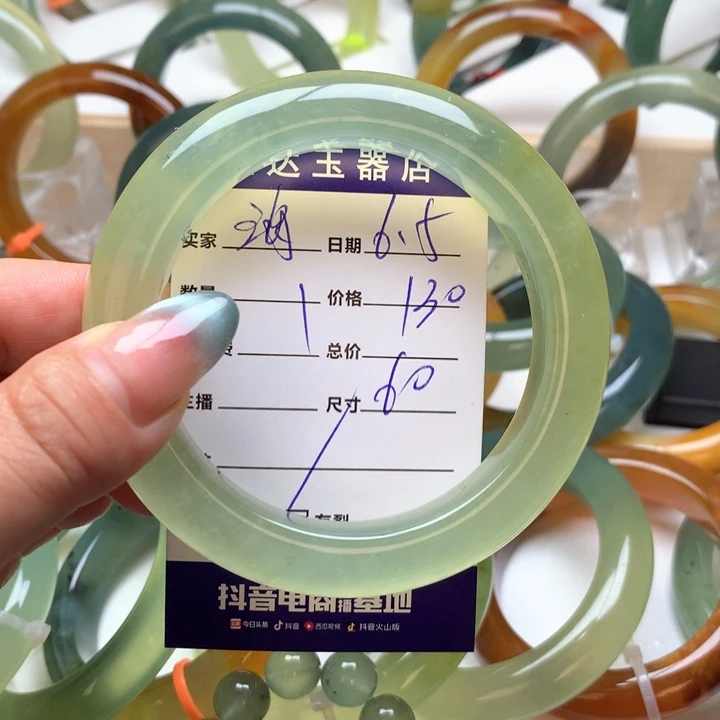 达玉器店
买家 日期 6.5
数量 1 价格 130
总价
主播 尺寸 60
有裂
抖音电商直播基地
今日头条 抖音 西瓜视频 抖音火山版